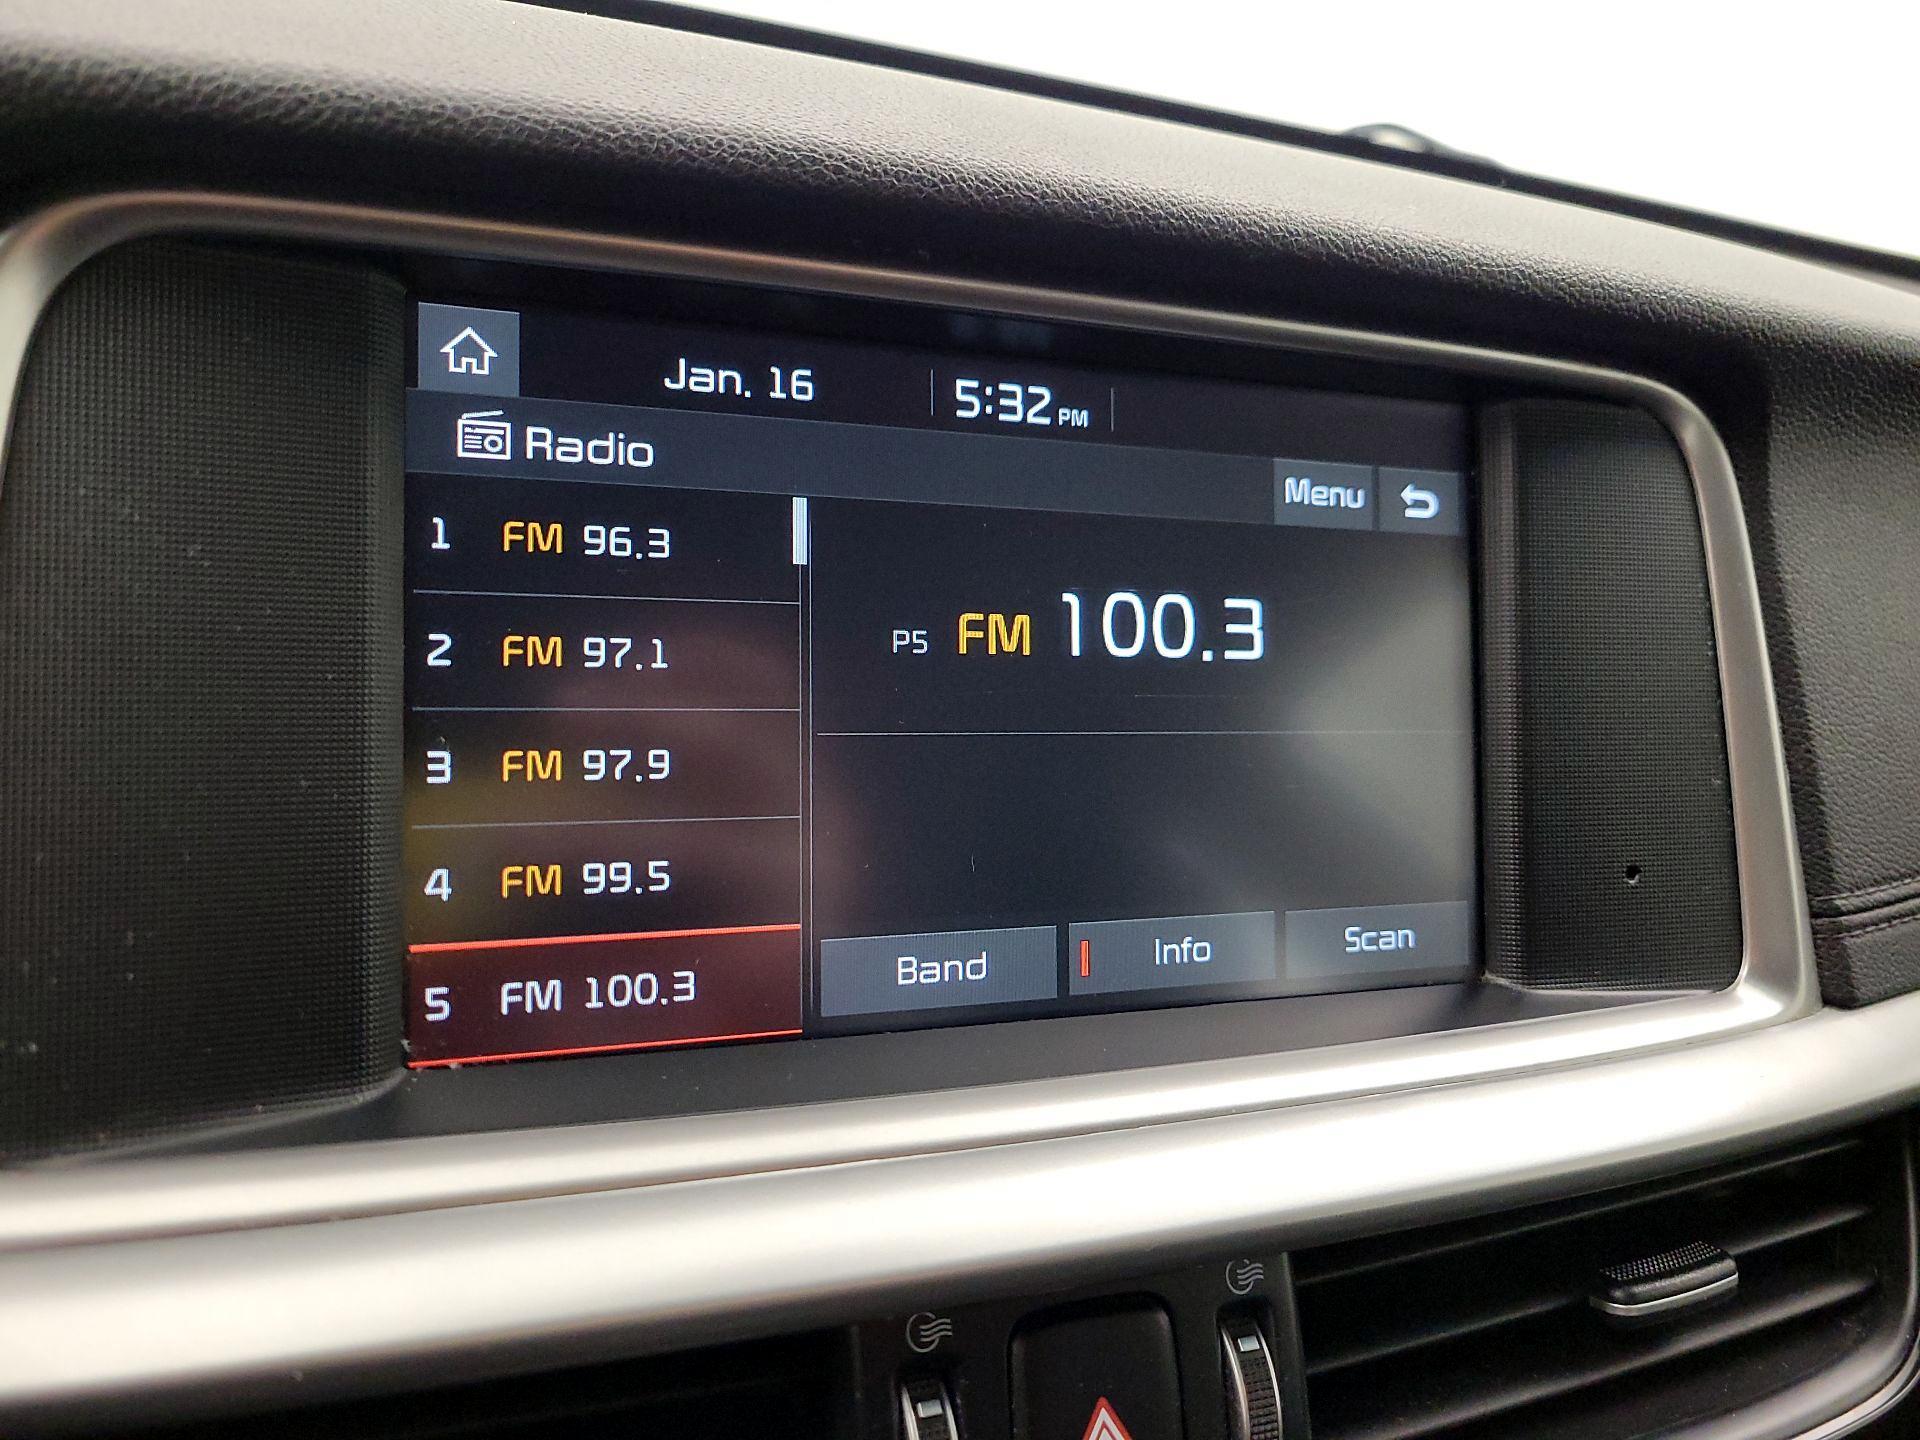 Jan. 16
5:32 PM
Radio
Menu
1 FM 96.3
2 FM 97.1
3 FM 97.9
4 FM 99.5
5 FM 100.3
P5 FM 100.3
Band
Info
Scan